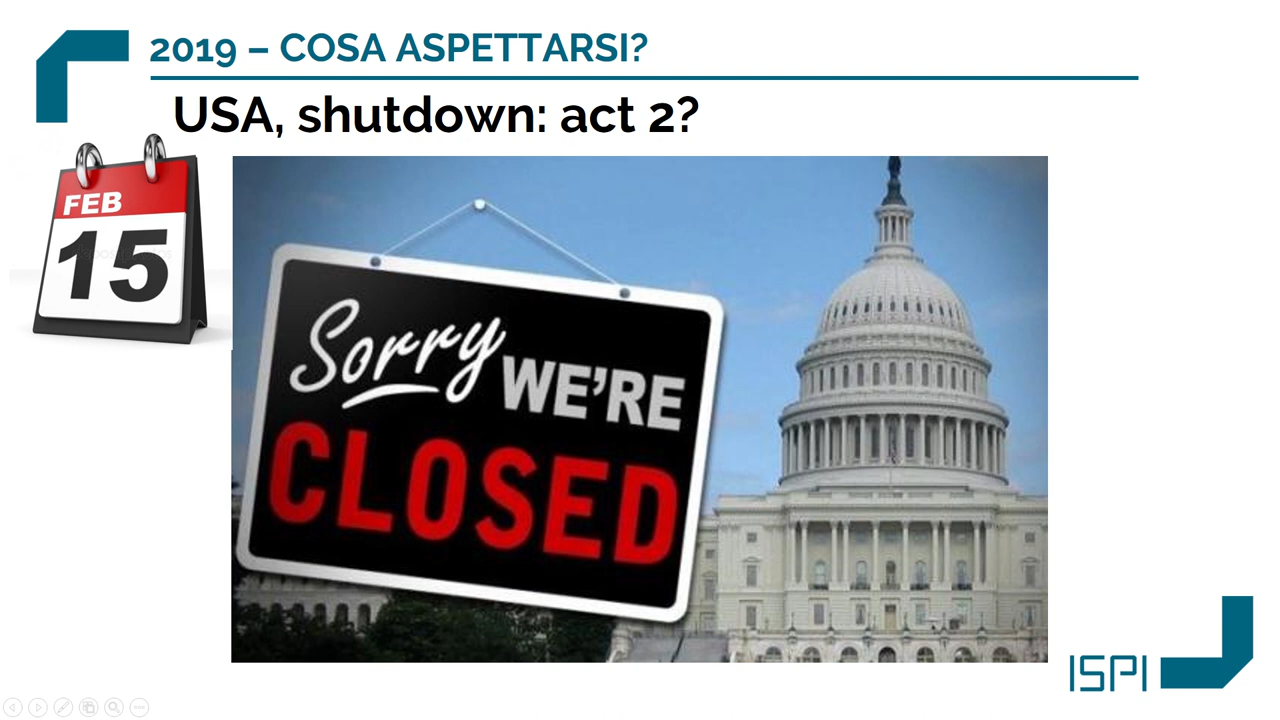 2019 – COSA ASPETTARSI?
USA, shutdown: act 2?
FEB
15
Sorry WE'RE
CLOSED
ISPI